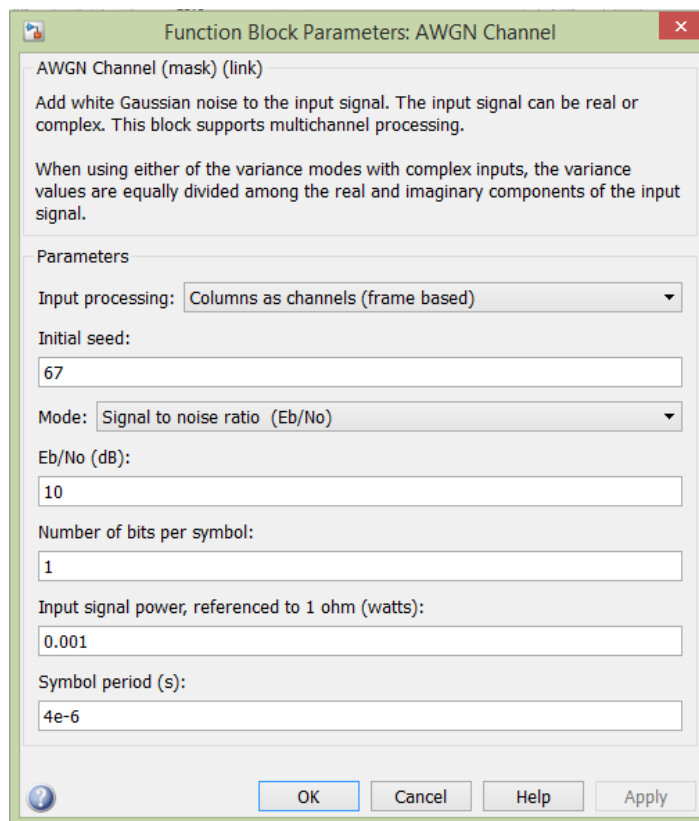 Function Block Parameters: AWGN Channel
AWGN Channel (mask) (link)
Add white Gaussian noise to the input signal. The input signal can be real or
complex. This block supports multichannel processing.
When using either of the variance modes with complex inputs, the variance
values are equally divided among the real and imaginary components of the input
signal.
Parameters
Input processing: Columns as channels (frame based)
Initial seed:
67
Mode: Signal to noise ratio  (Eb/No)
Eb/No (dB):
10
Number of bits per symbol:
1
Input signal power, referenced to 1 ohm (watts):
0.001
Symbol period (s):
4e-6
OK Cancel Help Apply